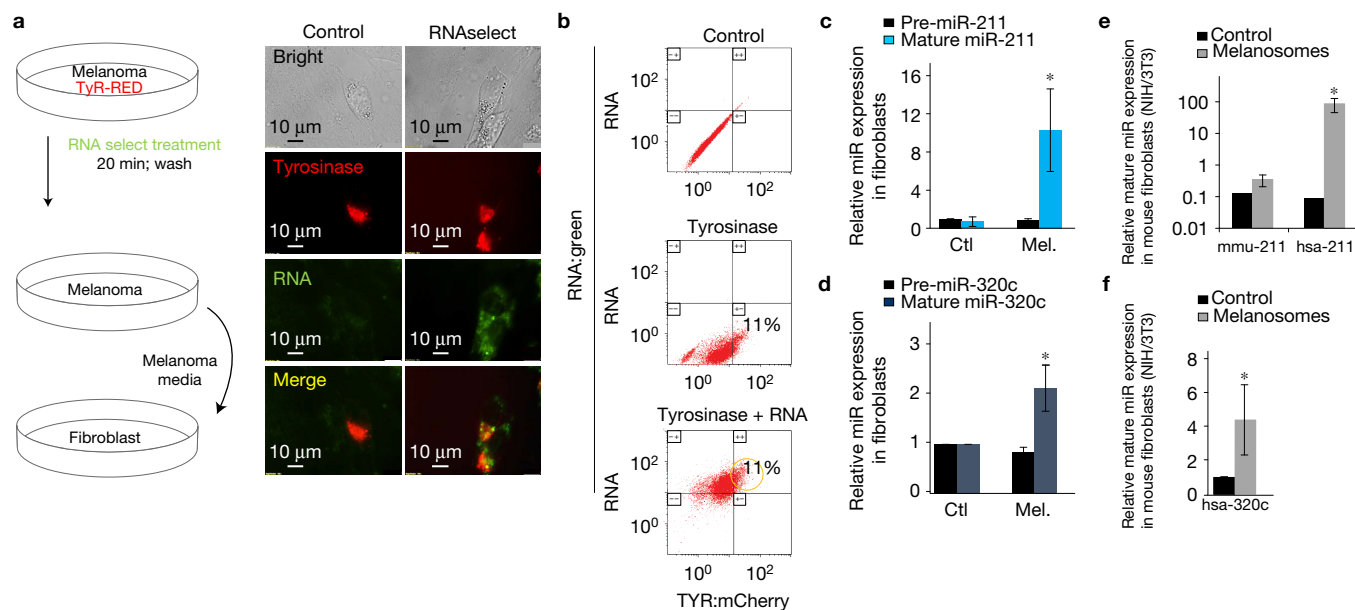 a
Melanoma
TyR-RED
RNA select treatment
20 min; wash
Melanoma
Melanoma
media
Fibroblast
Control
RNAselect
Bright
10 μm
10 μm
Tyrosinase
10 μm
10 μm
RNA
10 μm
10 μm
Merge
10 μm
10 μm
b
RNA:green
Control
RNA
10²
10⁰
−+
++
−−
+−
10⁰
10²
Tyrosinase
RNA
10²
10⁰
−+
++
−−
+−
11%
10⁰
10²
Tyrosinase + RNA
RNA
10²
10⁰
−+
++
−−
+−
11%
10⁰
10²
TYR:mCherry
c
Pre-miR-211
Mature miR-211
Relative miR expression
in fibroblasts
16
12
8
4
0
*
Ctl
Mel.
d
Pre-miR-320c
Mature miR-320c
Relative miR expression
in fibroblasts
3
2
1
0
*
Ctl
Mel.
e
Control
Melanosomes
Relative mature miR expression
in mouse fibroblasts (NIH/3T3)
100
10
1
0.1
0.01
*
mmu-211
hsa-211
f
Control
Melanosomes
Relative mature miR expression
in mouse fibroblasts (NIH/3T3)
8
6
4
2
0
*
hsa-320c